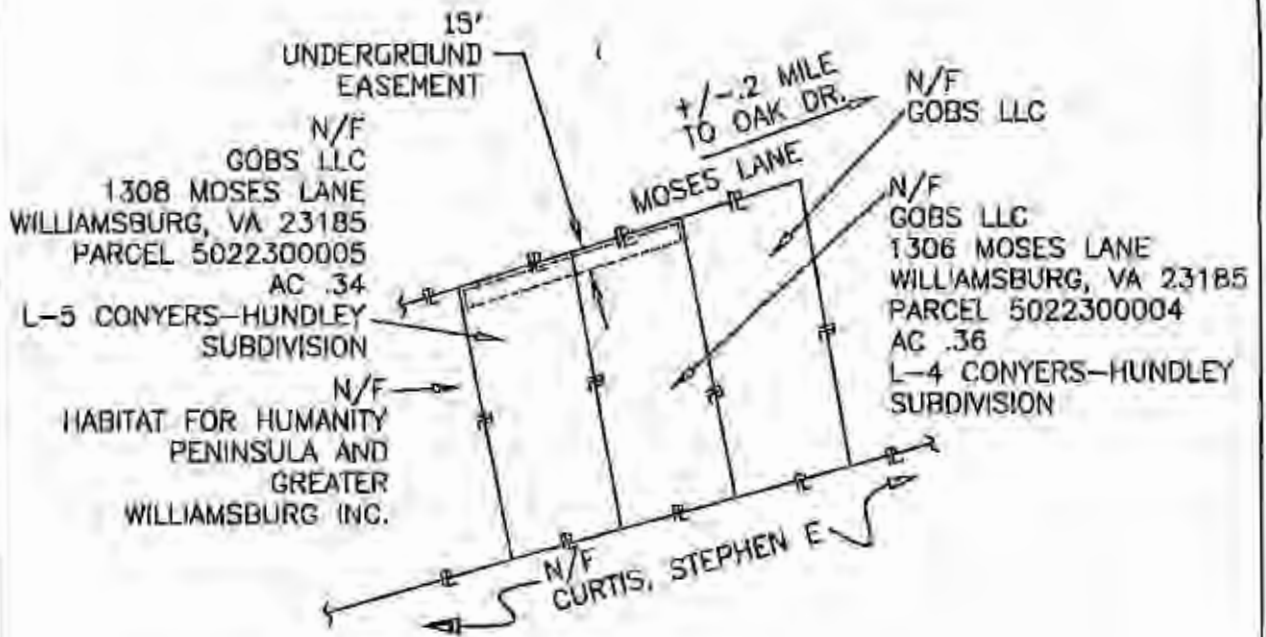 15'
UNDERGROUND
EASEMENT
N/F
GOBS LLC
1308 MOSES LANE
WILLIAMSBURG, VA 23185
PARCEL 5022300005
AC .34
L-5 CONYERS-HUNDLEY
SUBDIVISION
N/F
HABITAT FOR HUMANITY
PENINSULA AND
GREATER
WILLIAMSBURG INC.
+/-.2 MILE
TO OAK DR.
MOSES LANE
N/F
GOBS LLC
N/F
GOBS LLC
1306 MOSES LANE
WILLIAMSBURG, VA 23185
PARCEL 5022300004
AC .36
L-4 CONYERS-HUNDLEY
SUBDIVISION
N/F
CURTIS, STEPHEN E